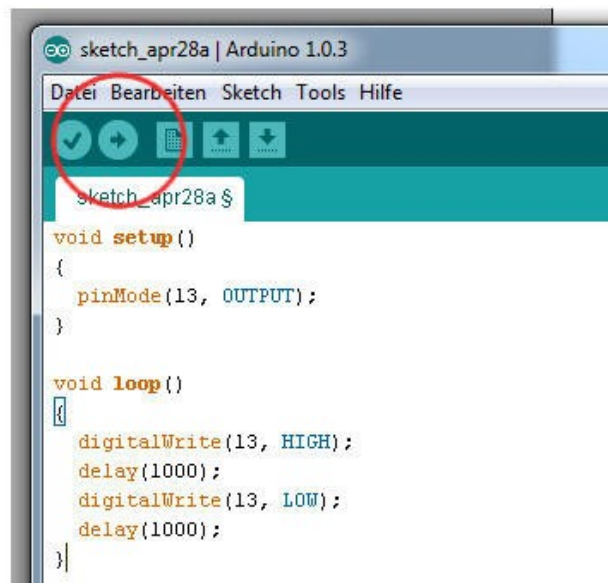 sketch_apr28a | Arduino 1.0.3
Datei Bearbeiten Sketch Tools Hilfe
sketch_apr28a §
void setup()
{
  pinMode(13, OUTPUT);
}
void loop()
{
  digitalWrite(13, HIGH);
  delay(1000);
  digitalWrite(13, LOW);
  delay(1000);
}